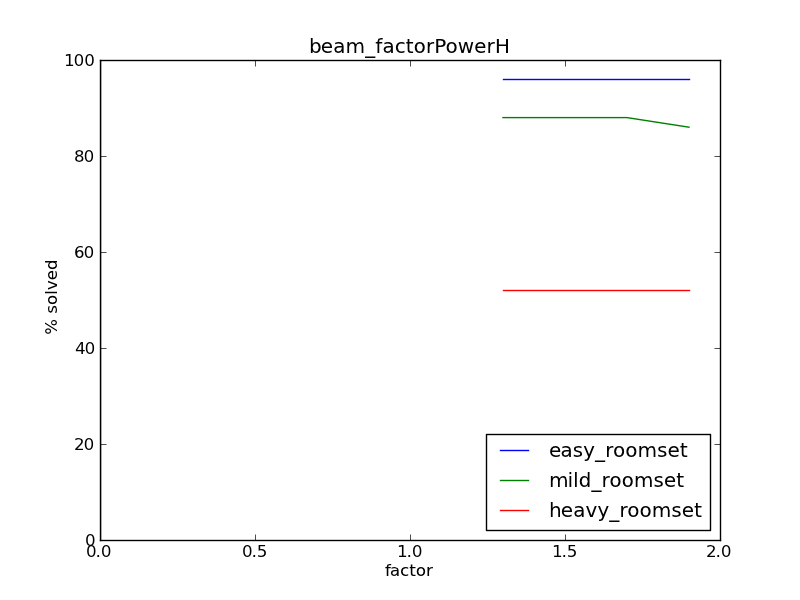 beam_factorPowerH
100
80
60
40
20
0
% solved
0.0 0.5 1.0 1.5 2.0
factor
easy_roomset
mild_roomset
heavy_roomset